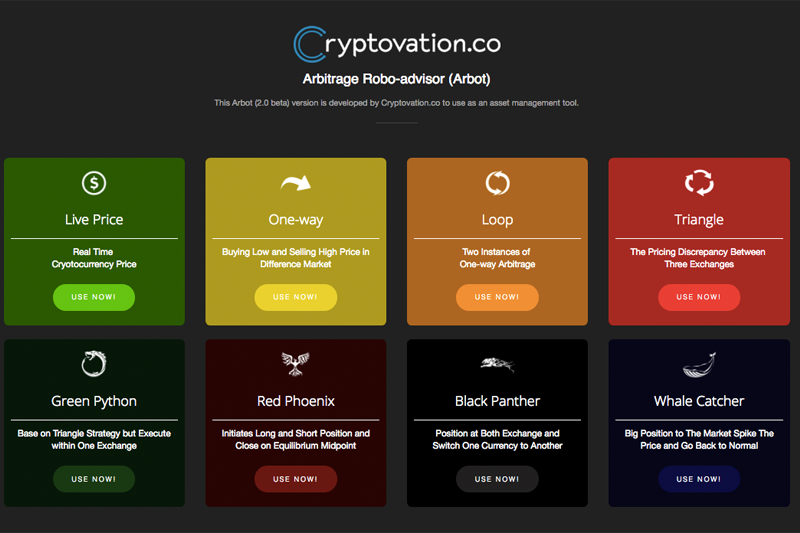 Cryptovation.co
Arbitrage Robo-advisor (Arbot)
This Arbot (2.0 beta) version is developed by Cryptovation.co to use as an asset management tool.
Live Price
Real Time
Cryotocurrency Price
USE NOW!
One-way
Buying Low and Selling High Price in
Difference Market
USE NOW!
Loop
Two Instances of
One-way Arbitrage
USE NOW!
Triangle
The Pricing Discrepancy Between
Three Exchanges
USE NOW!
Green Python
Base on Triangle Strategy but Execute
within One Exchange
USE NOW!
Red Phoenix
Initiates Long and Short Position and
Close on Equilibrium Midpoint
USE NOW!
Black Panther
Position at Both Exchange and
Switch One Currency to Another
USE NOW!
Whale Catcher
Big Position to The Market Spike The
Price and Go Back to Normal
USE NOW!